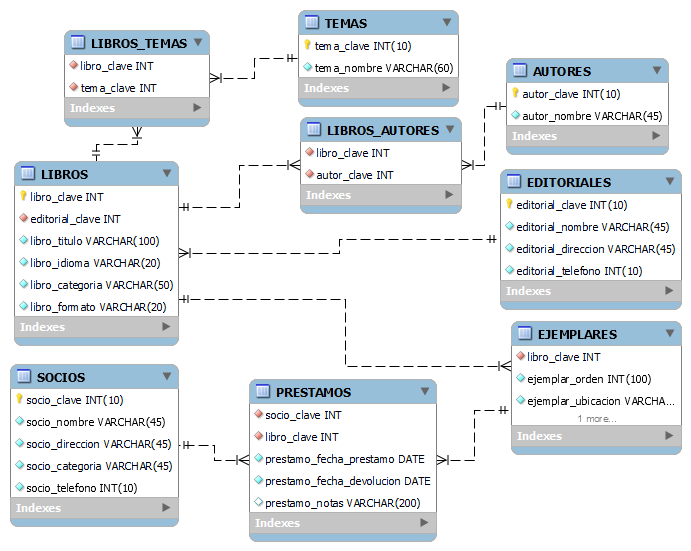 LIBROS_TEMAS
libro_clave INT
tema_clave INT
Indexes
TEMAS
tema_clave INT(10)
tema_nombre VARCHAR(60)
Indexes
AUTORES
autor_clave INT(10)
autor_nombre VARCHAR(45)
Indexes
LIBROS_AUTORES
libro_clave INT
autor_clave INT
Indexes
LIBROS
libro_clave INT
editorial_clave INT
libro_titulo VARCHAR(100)
libro_idioma VARCHAR(20)
libro_categoria VARCHAR(50)
libro_formato VARCHAR(20)
Indexes
EDITORIALES
editorial_clave INT(10)
editorial_nombre VARCHAR(45)
editorial_direccion VARCHAR(45)
editorial_telefono INT(10)
Indexes
EJEMPLARES
libro_clave INT
ejemplar_orden INT(100)
ejemplar_ubicacion VARCHA...
1 more...
Indexes
SOCIOS
socio_clave INT(10)
socio_nombre VARCHAR(45)
socio_direccion VARCHAR(45)
socio_categoria VARCHAR(45)
socio_telefono INT(10)
Indexes
PRESTAMOS
socio_clave INT
libro_clave INT
prestamo_fecha_prestamo DATE
prestamo_fecha_devolucion DATE
prestamo_notas VARCHAR(200)
Indexes